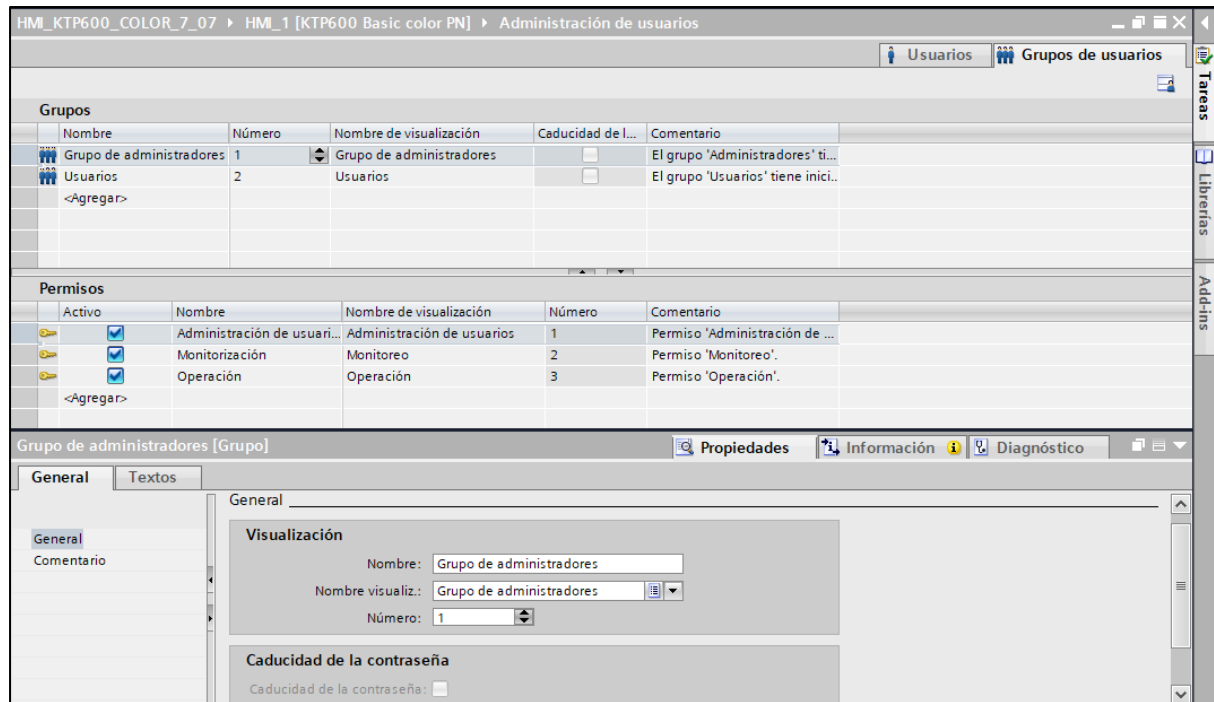 HMI_KTP600_COLOR_7_07 ▸ HMI_1 [KTP600 Basic color PN] ▸ Administración de usuarios
Usuarios Grupos de usuarios
Grupos
Nombre Número Nombre de visualización Caducidad de l... Comentario
Grupo de administradores 1 Grupo de administradores El grupo 'Administradores' ti...
Usuarios 2 Usuarios El grupo 'Usuarios' tiene inici..
<Agregar>
Permisos
Activo Nombre Nombre de visualización Número Comentario
Administración de usuari... Administración de usuarios 1 Permiso 'Administración de ...
Monitorización Monitoreo 2 Permiso 'Monitoreo'.
Operación Operación 3 Permiso 'Operación'.
<Agregar>
Grupo de administradores [Grupo] Propiedades Información Diagnóstico
General Textos
General
Comentario
General
Visualización
Nombre: Grupo de administradores
Nombre visualiz.: Grupo de administradores
Número: 1
Caducidad de la contraseña
Caducidad de la contraseña:
Tareas
Librerías
Add-ins